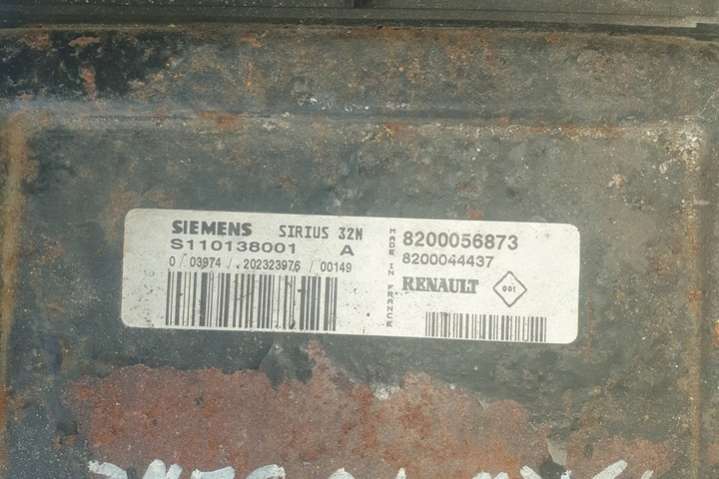 SIEMENS SIRIUS 32N
S110138001 A
0 / 03974 / .202323976 / 00149
MADE IN FRANCE
8200056873
8200044437
RENAULT 001